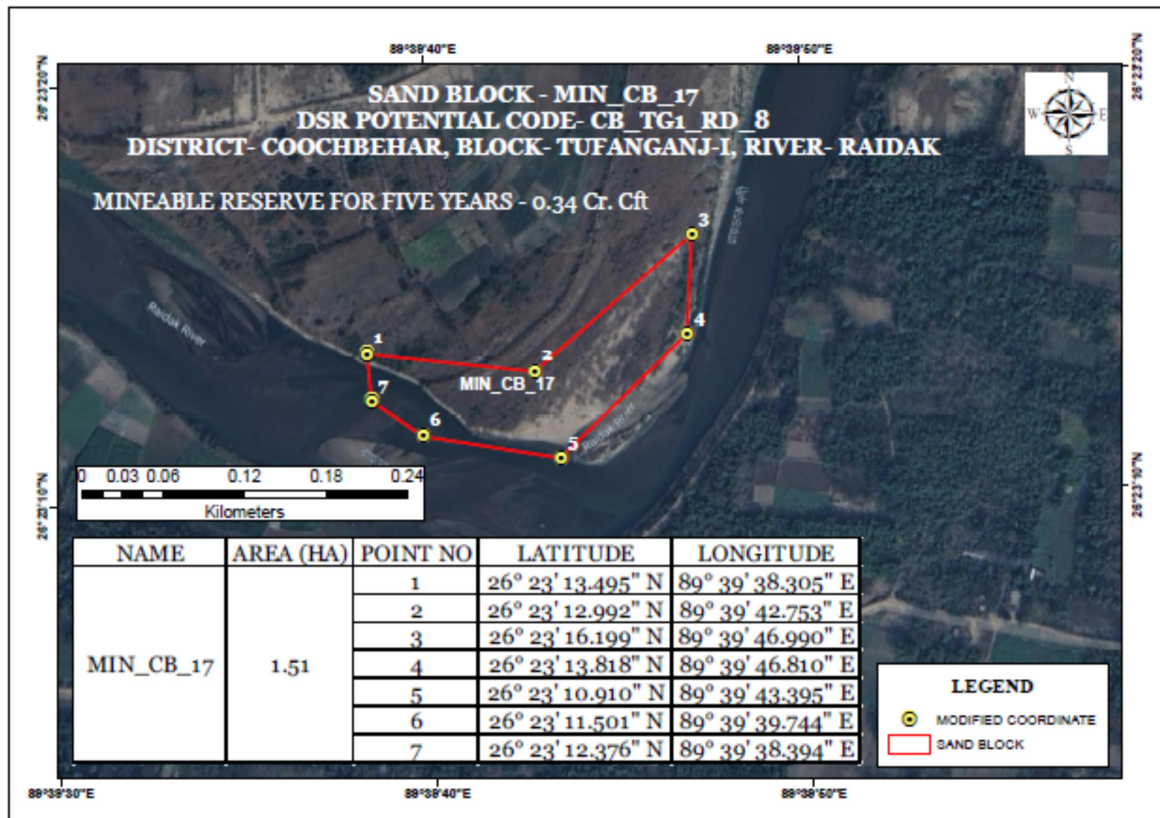 89°39'40"E 89°39'50"E
26°23'20"N 26°23'20"N
SAND BLOCK - MIN_CB_17
DSR POTENTIAL CODE- CB_TG1_RD_8
DISTRICT- COOCHBEHAR, BLOCK- TUFANGANJ-I, RIVER- RAIDAK
N
W E
S
MINEABLE RESERVE FOR FIVE YEARS - 0.34 Cr. Cft
3
Raidak River
4
1
2
MIN_CB_17
7
6
Raidak River
5
0 0.03 0.06 0.12 0.18 0.24
Kilometers
26°23'10"N 26°23'10"N
NAME AREA (HA) POINT NO LATITUDE LONGITUDE
1 26° 23' 13.495" N 89° 39' 38.305" E
2 26° 23' 12.992" N 89° 39' 42.753" E
3 26° 23' 16.199" N 89° 39' 46.990" E
MIN_CB_17 1.51 4 26° 23' 13.818" N 89° 39' 46.810" E
5 26° 23' 10.910" N 89° 39' 43.395" E
6 26° 23' 11.501" N 89° 39' 39.744" E
7 26° 23' 12.376" N 89° 39' 38.394" E
LEGEND
MODIFIED COORDINATE
SAND BLOCK
89°39'30"E 89°39'40"E 89°39'50"E